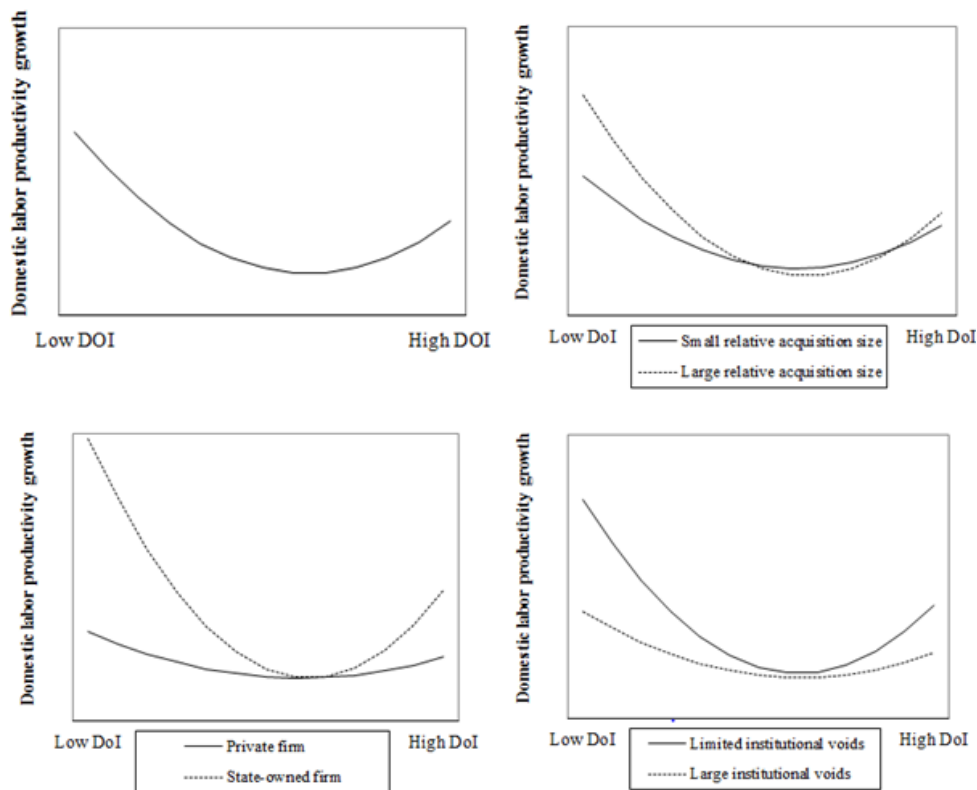 Domestic labor productivity growth
Low DOI
High DOI
Domestic labor productivity growth
Low DoI
High DoI
Small relative acquisition size
Large relative acquisition size
Domestic labor productivity growth
Low DoI
High DoI
Private firm
State-owned firm
Domestic labor productivity growth
Low DoI
High DoI
Limited institutional voids
Large institutional voids